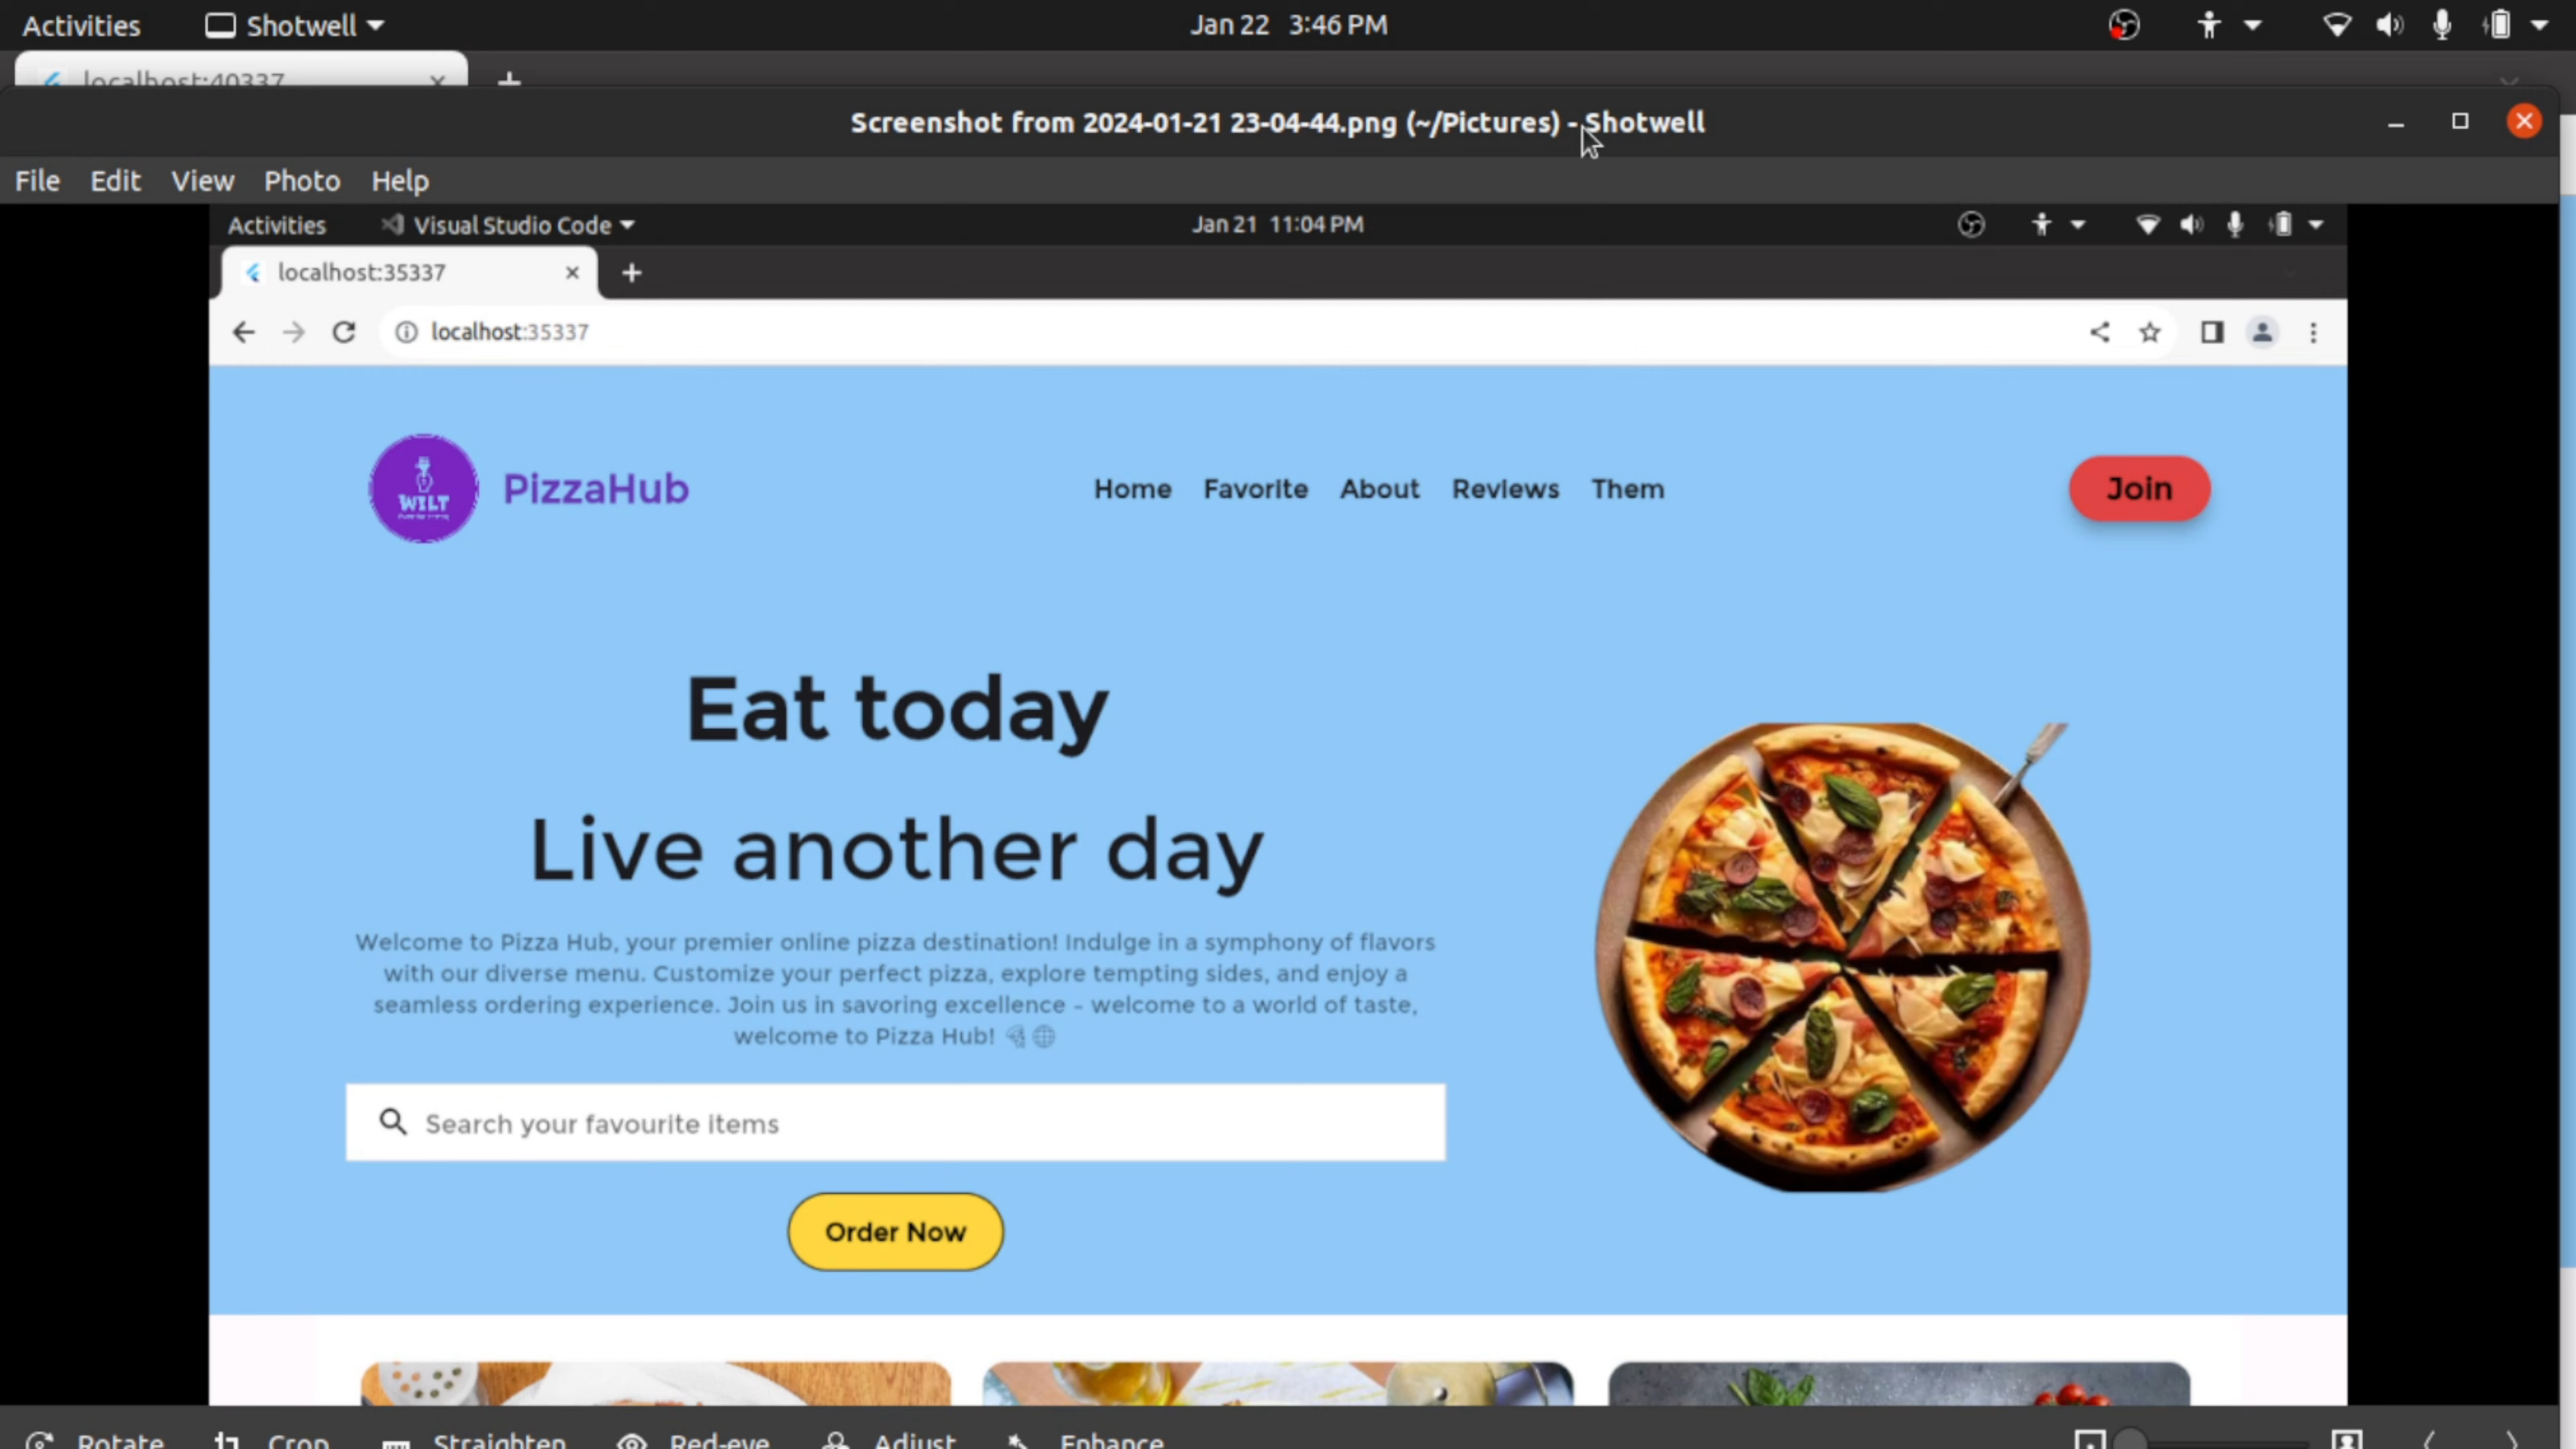 Activities Shotwell Jan 22 3:46 PM
localhost:40337
Screenshot from 2024-01-21 23-04-44.png (~/Pictures) - Shotwell
File Edit View Photo Help
Activities Visual Studio Code Jan 21 11:04 PM
localhost:35337
localhost:35337
WILT
PizzaHub
Home Favorite About Reviews Them
Join
Eat today
Live another day
Welcome to Pizza Hub, your premier online pizza destination! Indulge in a symphony of flavors
with our diverse menu. Customize your perfect pizza, explore tempting sides, and enjoy a
seamless ordering experience. Join us in savoring excellence - welcome to a world of taste,
welcome to Pizza Hub! 🍕🌐
Search your favourite items
Order Now
Rotate Crop Straighten Red-eye Adjust Enhance